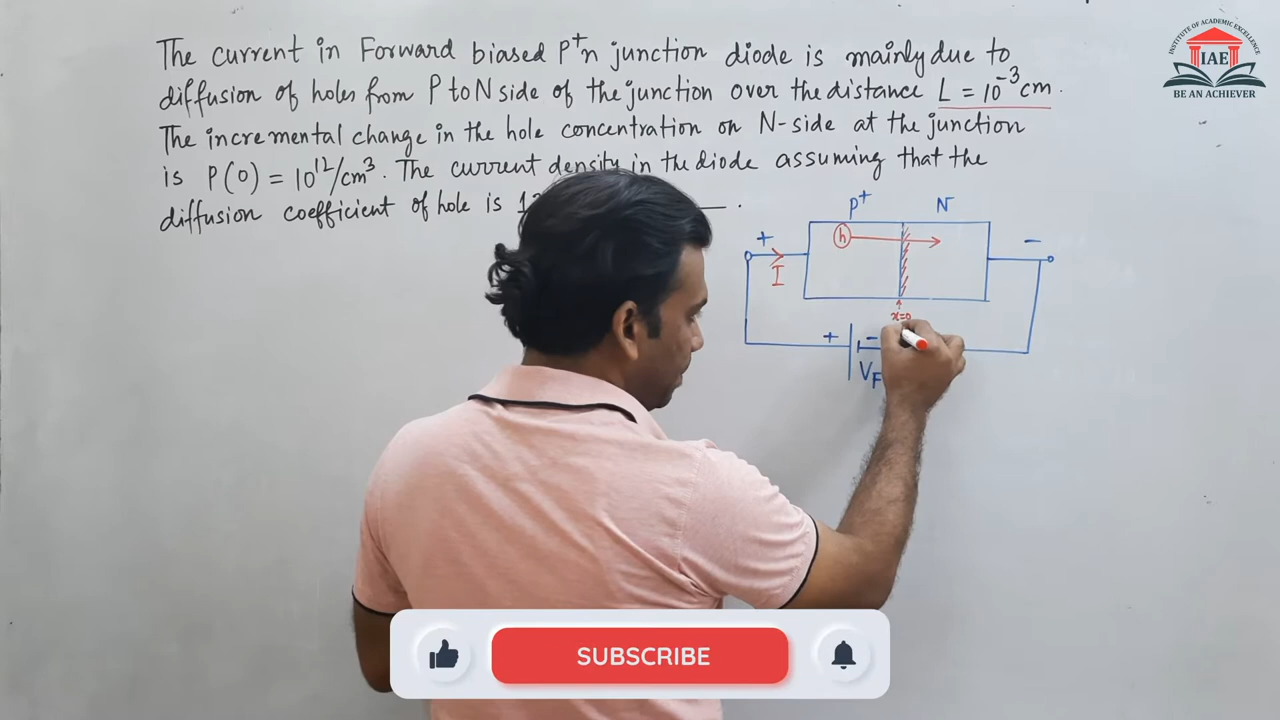 The current in Forward biased P⁺n junction diode is mainly due to
diffusion of holes from P to N side of the junction over the distance L = 10⁻³cm.
The incremental change in the hole concentration on N-side at the junction
is P(0) = 10¹²/cm³. The current density in the diode assuming that the
diffusion coefficient of hole is
P⁺ N
+ -
h
I
x=0
+ -
VF
INSTITUTE OF ACADEMIC EXCELLENCE
IAE
BE AN ACHIEVER
SUBSCRIBE